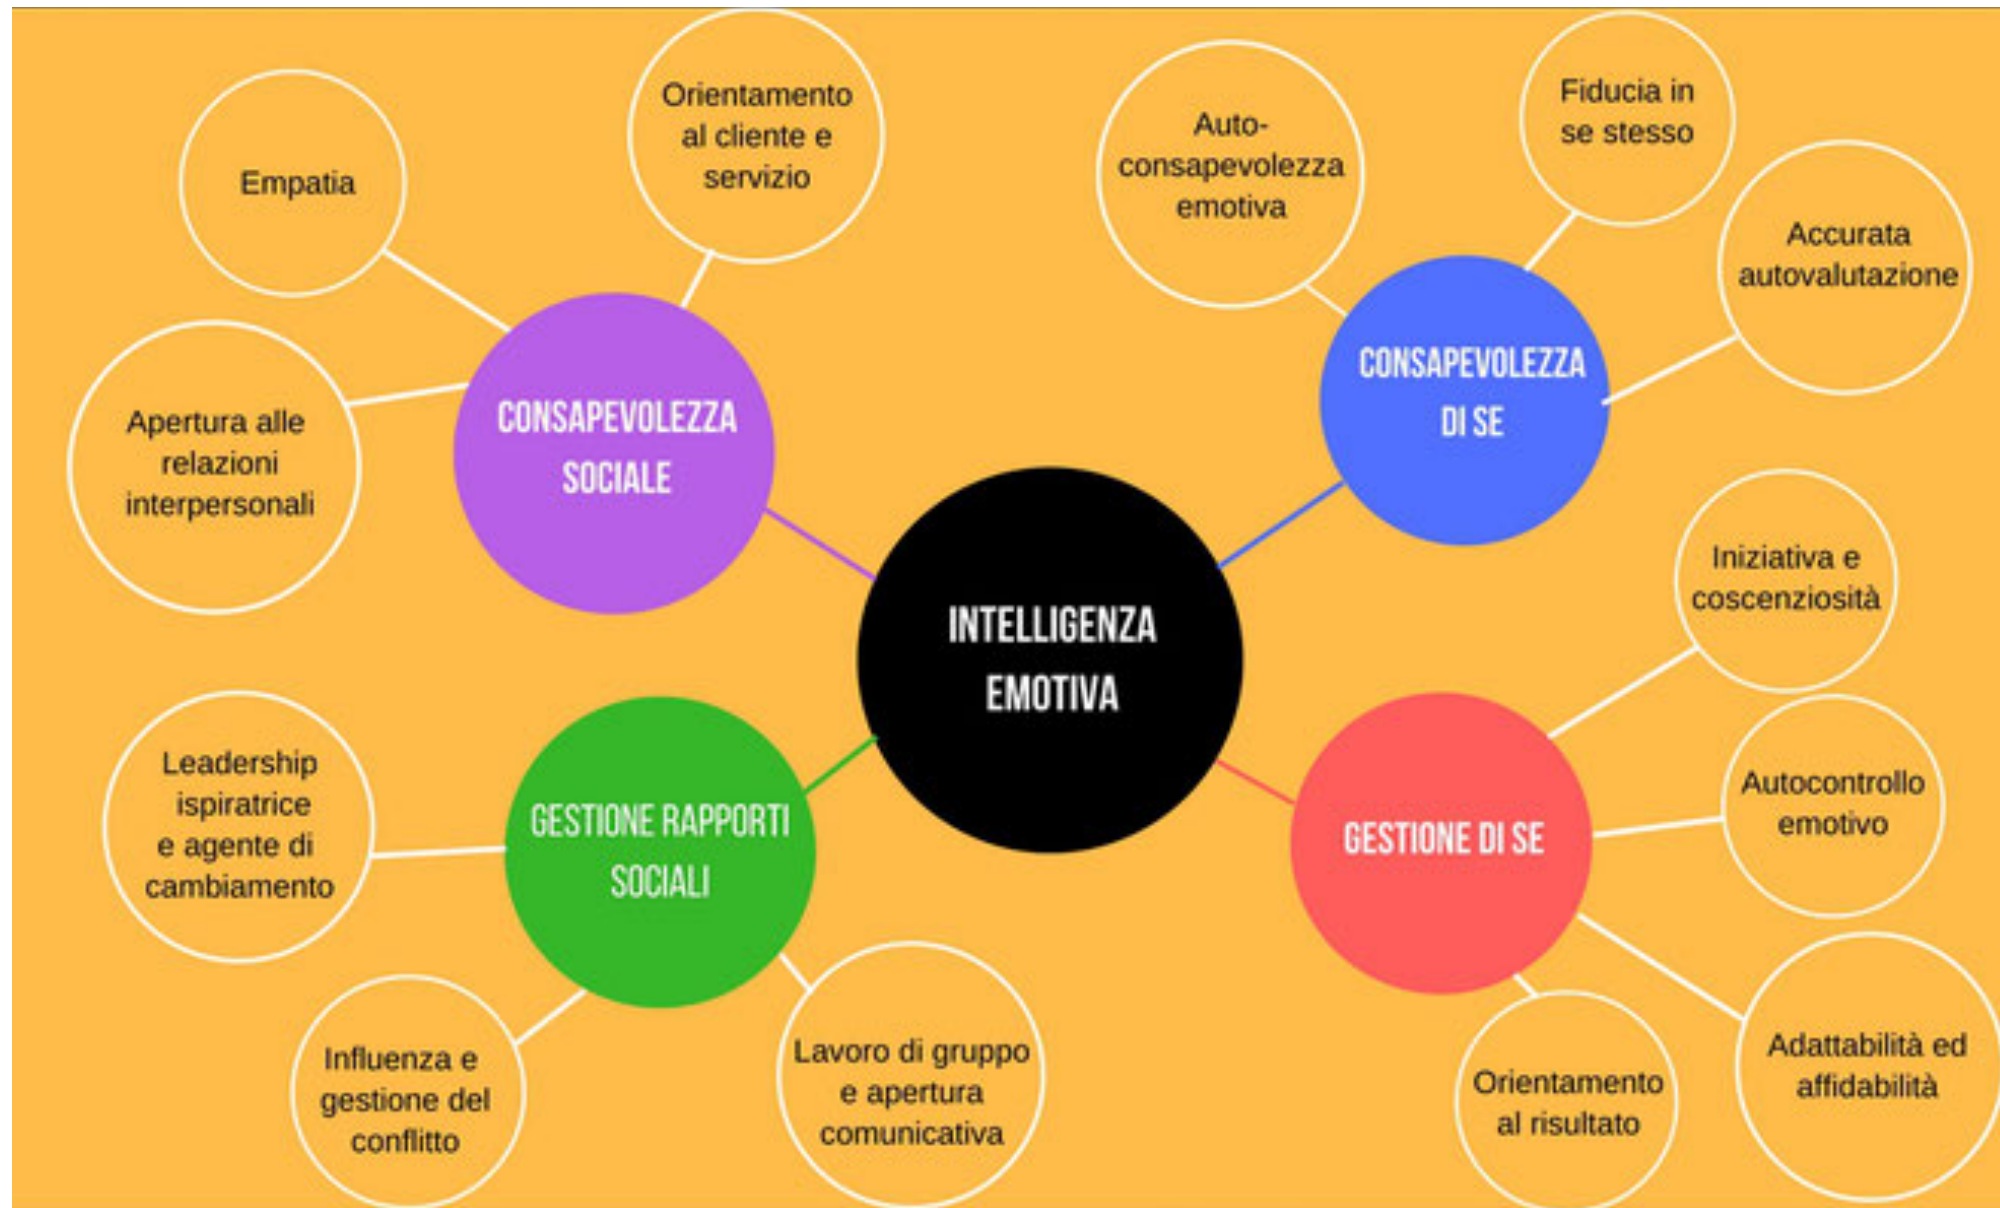 Empatia
Orientamento
al cliente e
servizio
Apertura alle
relazioni
interpersonali
CONSAPEVOLEZZA
SOCIALE
Auto-
consapevolezza
emotiva
Fiducia in
se stesso
Accurata
autovalutazione
CONSAPEVOLEZZA
DI SE
INTELLIGENZA
EMOTIVA
Leadership
ispiratrice
e agente di
cambiamento
GESTIONE RAPPORTI
SOCIALI
Influenza e
gestione del
conflitto
Lavoro di gruppo
e apertura
comunicativa
Iniziativa e
coscenziosità
Autocontrollo
emotivo
GESTIONE DI SE
Adattabilità ed
affidabilità
Orientamento
al risultato